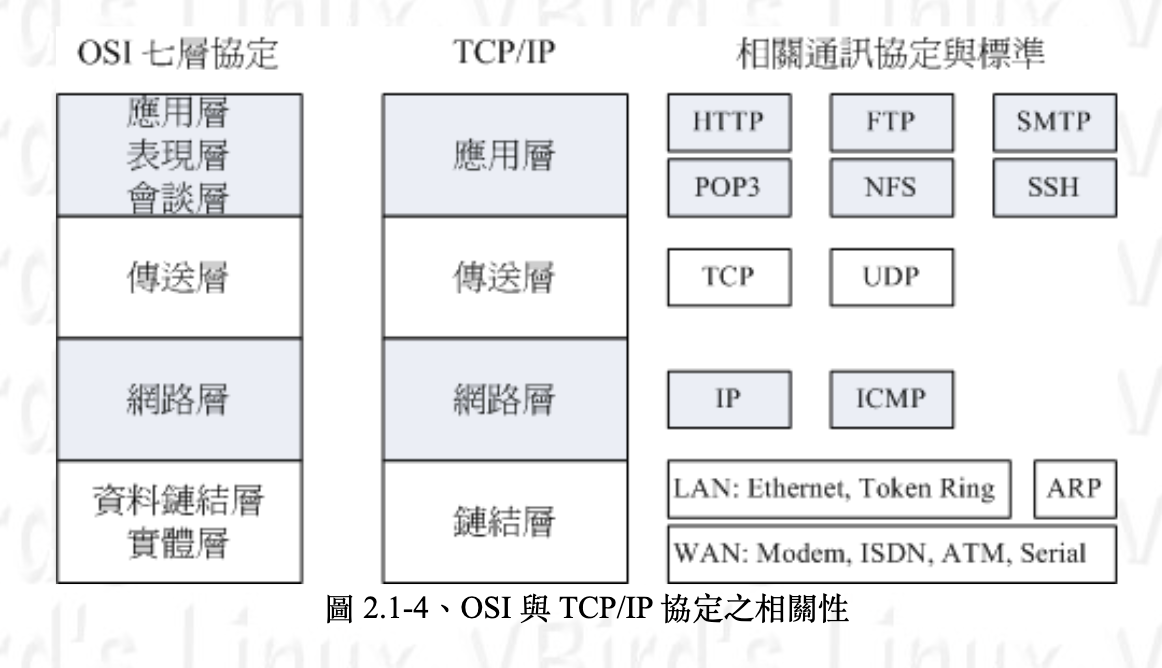 OSI 七層協定
TCP/IP
相關通訊協定與標準
應用層
表現層
會談層
應用層
HTTP
FTP
SMTP
POP3
NFS
SSH
傳送層
傳送層
TCP
UDP
網路層
網路層
IP
ICMP
資料鏈結層
實體層
鏈結層
LAN: Ethernet, Token Ring
ARP
WAN: Modem, ISDN, ATM, Serial
圖 2.1-4、OSI 與 TCP/IP 協定之相關性